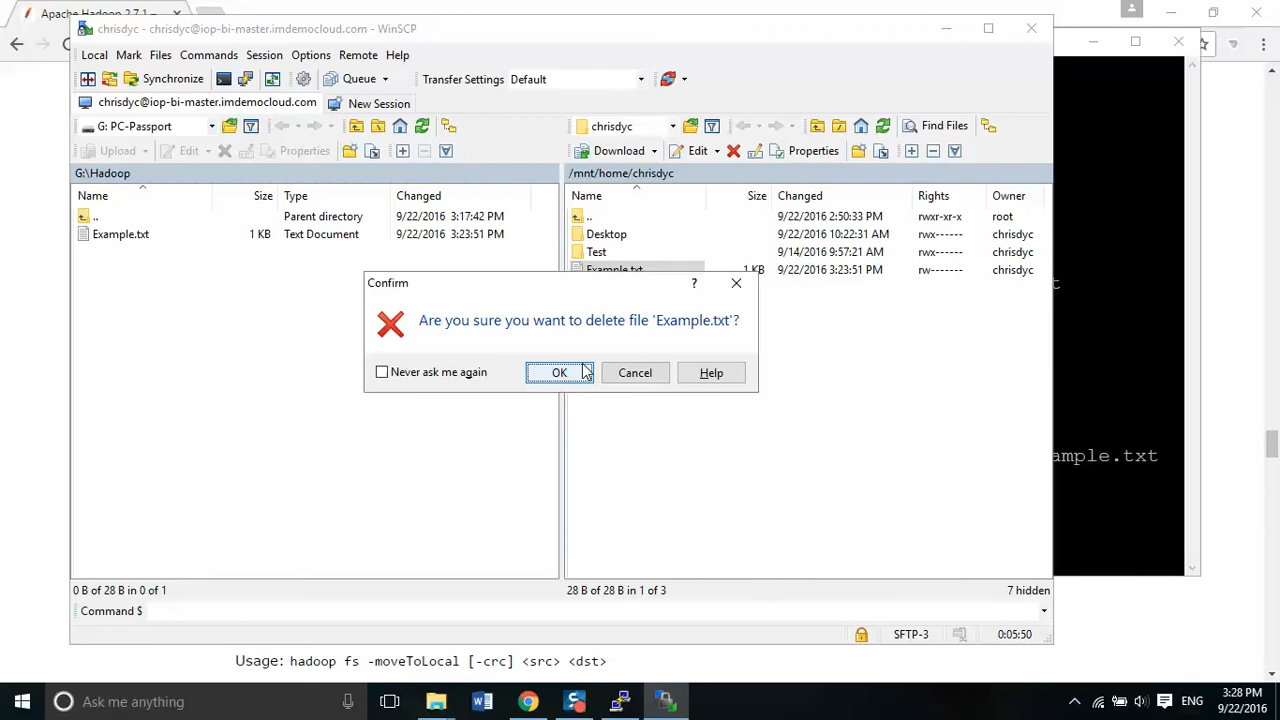 Apache Hadoop 2.7.1
chrisdyc - chrisdyc@iop-bi-master.imdemocloud.com - WinSCP
Local Mark Files Commands Session Options Remote Help
Synchronize Queue Transfer Settings Default
chrisdyc@iop-bi-master.imdemocloud.com New Session
G: PC-Passport chrisdyc Find Files
Upload Edit Properties Download Edit Properties
G:\Hadoop /mnt/home/chrisdyc
Name Size Type Changed Name Size Changed Rights Owner
.. Parent directory 9/22/2016 3:17:42 PM .. 9/22/2016 2:50:33 PM rwxr-xr-x root
Example.txt 1 KB Text Document 9/22/2016 3:23:51 PM Desktop 9/22/2016 10:22:31 AM rwx------ chrisdyc
Test 9/14/2016 9:57:21 AM rwx------ chrisdyc
Example.txt 1 KB 9/22/2016 3:23:51 PM rw------- chrisdyc
Confirm ?
t
Are you sure you want to delete file 'Example.txt'?
Never ask me again OK Cancel Help
ample.txt
0 B of 28 B in 0 of 1 28 B of 28 B in 1 of 3 7 hidden
Command $
SFTP-3 0:05:50
Usage: hadoop fs -moveToLocal [-crc] <src> <dst>
Ask me anything ENG 3:28 PM
9/22/2016